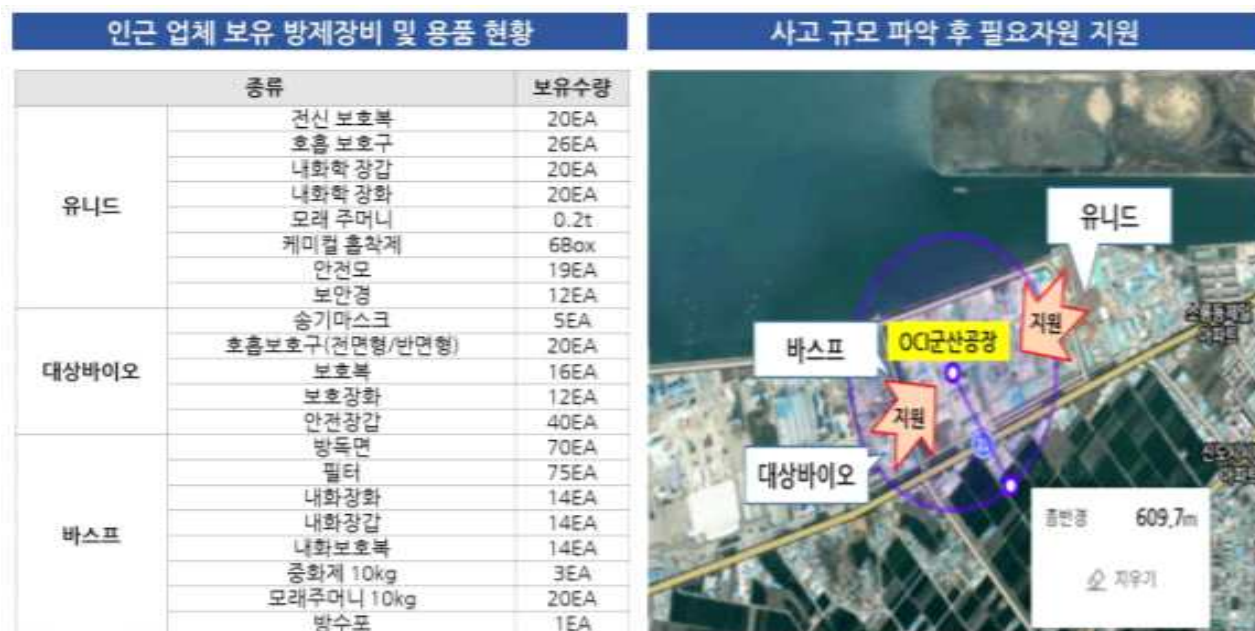 인근 업체 보유 방제장비 및 용품 현황
종류 보유수량
유니드
전신 보호복 20EA
호흡 보호구 26EA
내화학 장갑 20EA
내화학 장화 20EA
모래 주머니 0.2t
케미컬 흡착제 6Box
안전모 19EA
보안경 12EA
대상바이오
송기마스크 5EA
호흡보호구(전면형/반면형) 20EA
보호복 16EA
보호장화 12EA
안전장갑 40EA
바스프
방독면 70EA
필터 75EA
내화장화 14EA
내화장갑 14EA
내화보호복 14EA
중화제 10kg 3EA
모래주머니 10kg 20EA
방수포 1EA
사고 규모 파악 후 필요자원 지원
유니드
지원
OCI군산공장
바스프
지원
대상바이오
총반경 609.7m
지우기